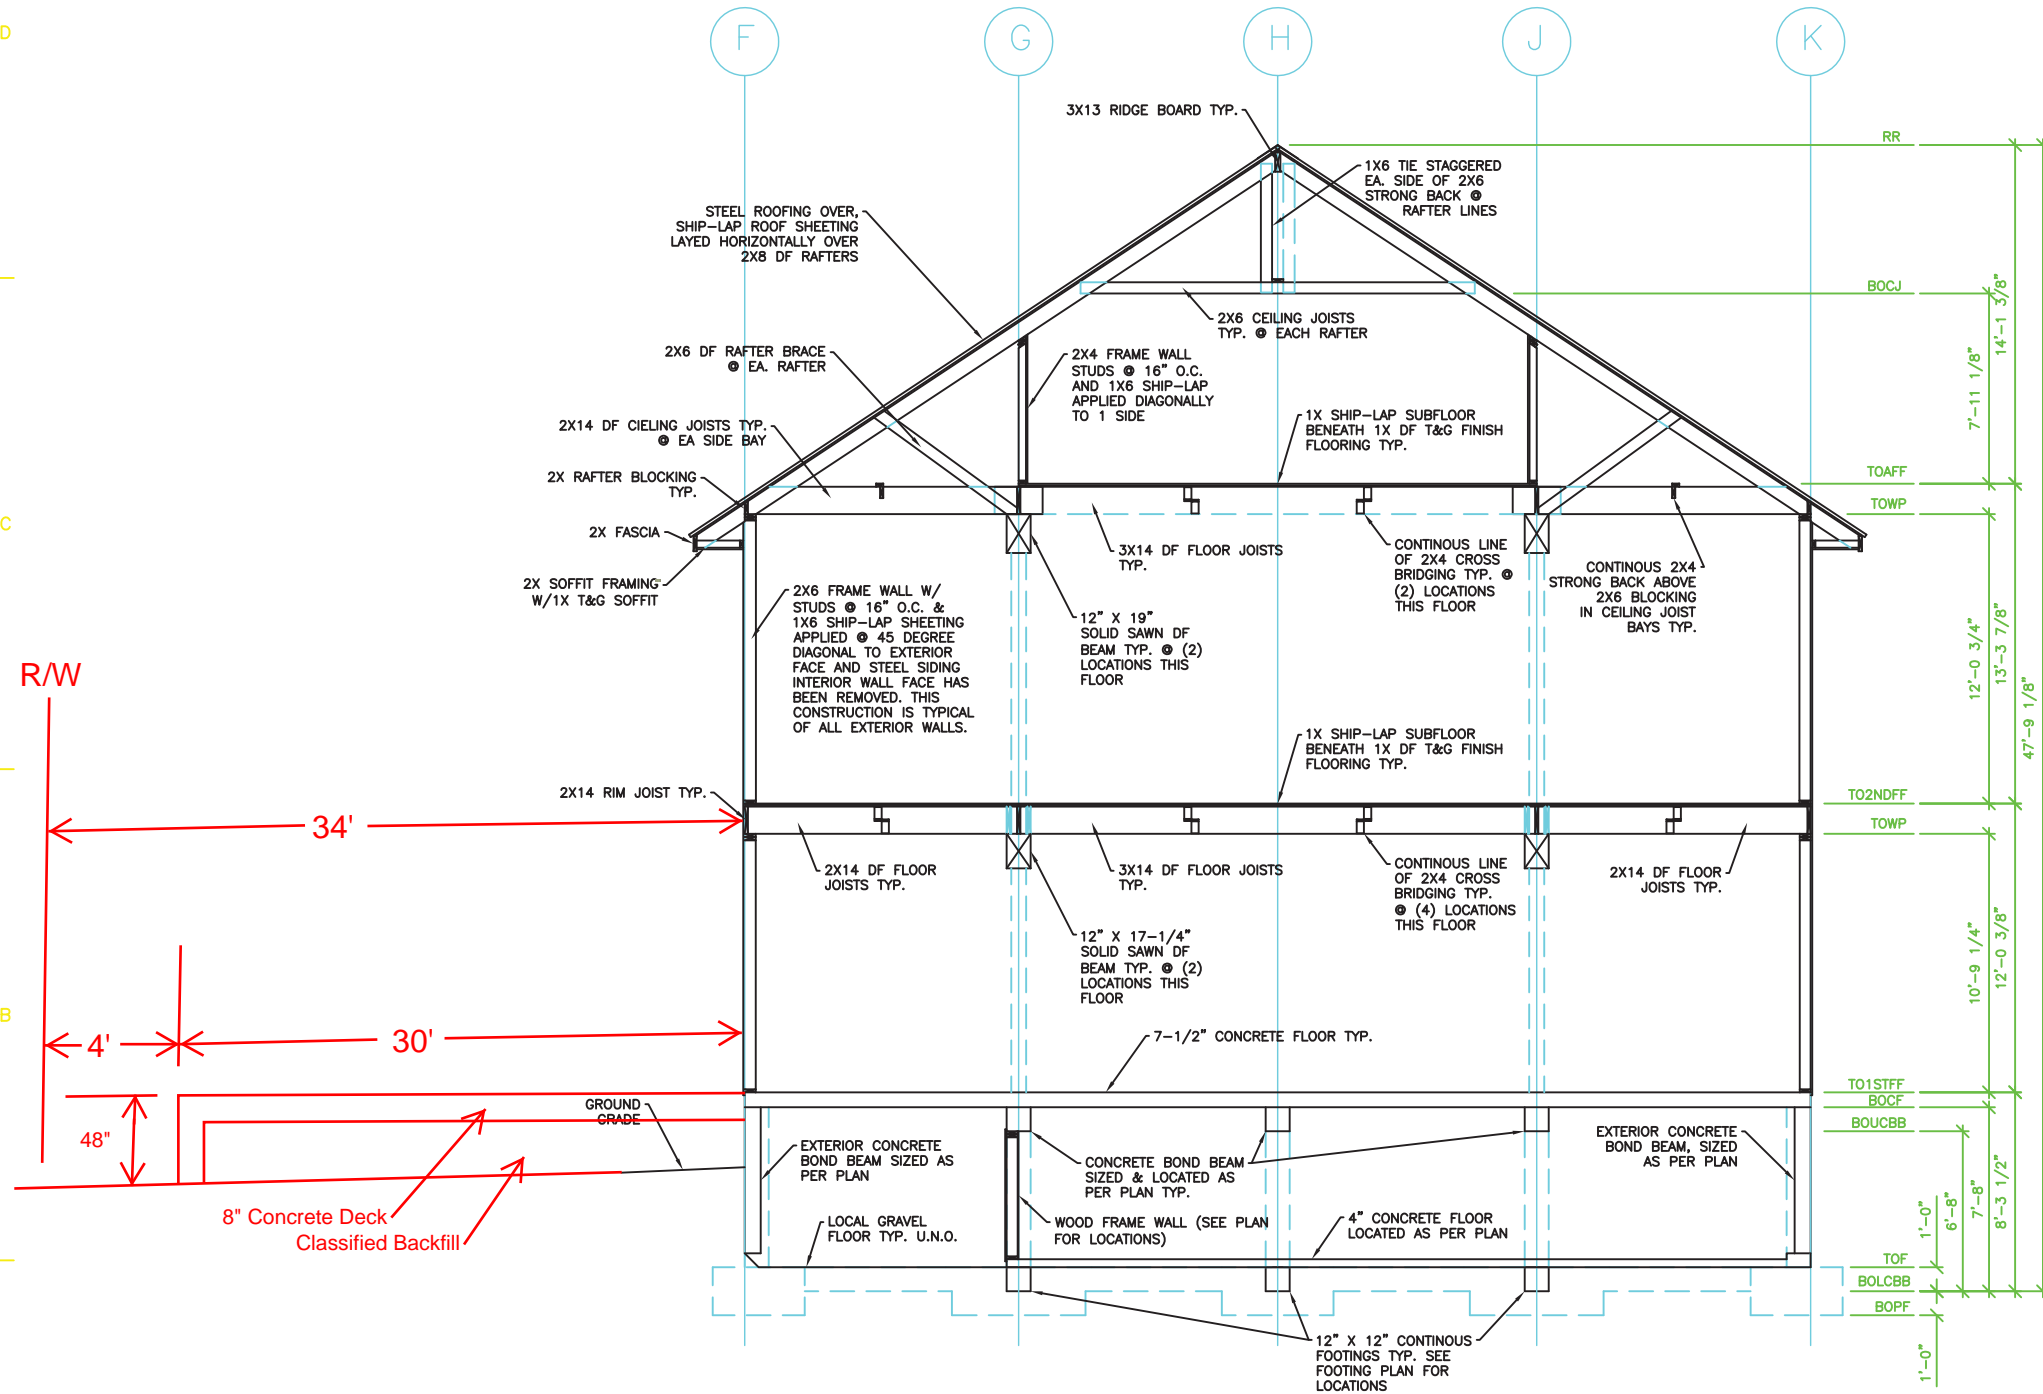 D
F
G
H
J
K
3X13 RIDGE BOARD TYP.
RR
1X6 TIE STAGGERED
EA. SIDE OF 2X6
STRONG BACK @
RAFTER LINES
STEEL ROOFING OVER,
SHIP-LAP ROOF SHEETING
LAYED HORIZONTALLY OVER
2X8 DF RAFTERS
BOCJ
14'-1 3/8"
2X6 CEILING JOISTS
TYP. @ EACH RAFTER
2X6 DF RAFTER BRACE
@ EA. RAFTER
2X4 FRAME WALL
STUDS @ 16" O.C.
AND 1X6 SHIP-LAP
APPLIED DIAGONALLY
TO 1 SIDE
7'-11 1/8"
2X14 DF CIELING JOISTS TYP.
@ EA SIDE BAY
1X SHIP-LAP SUBFLOOR
BENEATH 1X DF T&G FINISH
FLOORING TYP.
2X RAFTER BLOCKING
TYP.
TOAFF
TOWP
C
2X FASCIA
3X14 DF FLOOR JOISTS
TYP.
CONTINOUS LINE
OF 2X4 CROSS
BRIDGING TYP. @
(2) LOCATIONS
THIS FLOOR
CONTINOUS 2X4
STRONG BACK ABOVE
2X6 BLOCKING
IN CEILING JOIST
BAYS TYP.
2X SOFFIT FRAMING
W/1X T&G SOFFIT
2X6 FRAME WALL W/
STUDS @ 16" O.C. &
1X6 SHIP-LAP SHEETING
APPLIED @ 45 DEGREE
DIAGONAL TO EXTERIOR
FACE AND STEEL SIDING
INTERIOR WALL FACE HAS
BEEN REMOVED. THIS
CONSTRUCTION IS TYPICAL
OF ALL EXTERIOR WALLS.
12" X 19"
SOLID SAWN DF
BEAM TYP. @ (2)
LOCATIONS THIS
FLOOR
12'-0 3/4"
13'-3 7/8"
47'-9 1/8"
R/W
1X SHIP-LAP SUBFLOOR
BENEATH 1X DF T&G FINISH
FLOORING TYP.
2X14 RIM JOIST TYP.
TO2NDFF
TOWP
34'
2X14 DF FLOOR
JOISTS TYP.
3X14 DF FLOOR JOISTS
TYP.
CONTINOUS LINE
OF 2X4 CROSS
BRIDGING TYP.
@ (4) LOCATIONS
THIS FLOOR
2X14 DF FLOOR
JOISTS TYP.
12" X 17-1/4"
SOLID SAWN DF
BEAM TYP. @ (2)
LOCATIONS THIS
FLOOR
10'-9 1/4"
12'-0 3/8"
B
4'
30'
7-1/2" CONCRETE FLOOR TYP.
TO1STFF
BOCF
BOUCBB
GROUND
GRADE
48"
EXTERIOR CONCRETE
BOND BEAM SIZED AS
PER PLAN
CONCRETE BOND BEAM
SIZED & LOCATED AS
PER PLAN TYP.
EXTERIOR CONCRETE
BOND BEAM, SIZED
AS PER PLAN
8" Concrete Deck
Classified Backfill
LOCAL GRAVEL
FLOOR TYP. U.N.O.
WOOD FRAME WALL (SEE PLAN
FOR LOCATIONS)
4" CONCRETE FLOOR
LOCATED AS PER PLAN
1'-0"
6'-8"
7'-8"
8'-3 1/2"
TOF
BOLCBB
BOPF
12" X 12" CONTINOUS
FOOTINGS TYP. SEE
FOOTING PLAN FOR
LOCATIONS
1'-0"